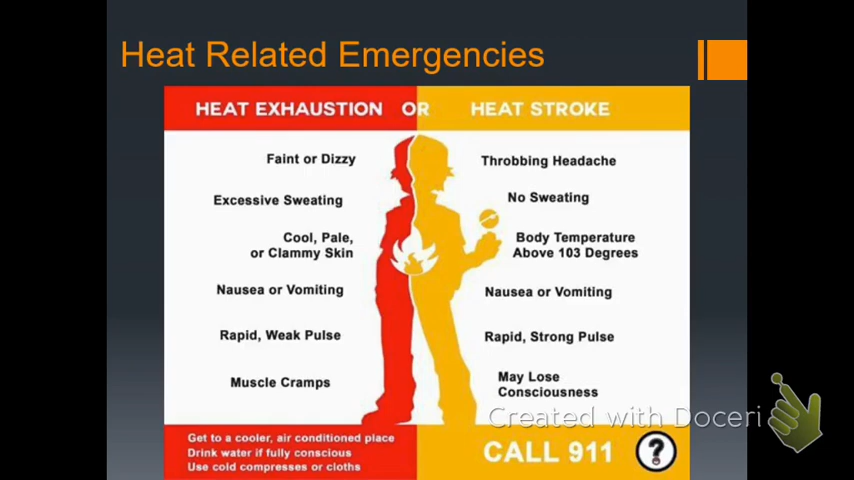 Heat Related Emergencies
HEAT EXHAUSTION OR HEAT STROKE
Faint or Dizzy
Excessive Sweating
Cool, Pale,
or Clammy Skin
Nausea or Vomiting
Rapid, Weak Pulse
Muscle Cramps
Throbbing Headache
No Sweating
Body Temperature
Above 103 Degrees
Nausea or Vomiting
Rapid, Strong Pulse
May Lose
Consciousness
Get to a cooler, air conditioned place
Drink water if fully conscious
Use cold compresses or cloths
CALL 911
?
Created with Doceri